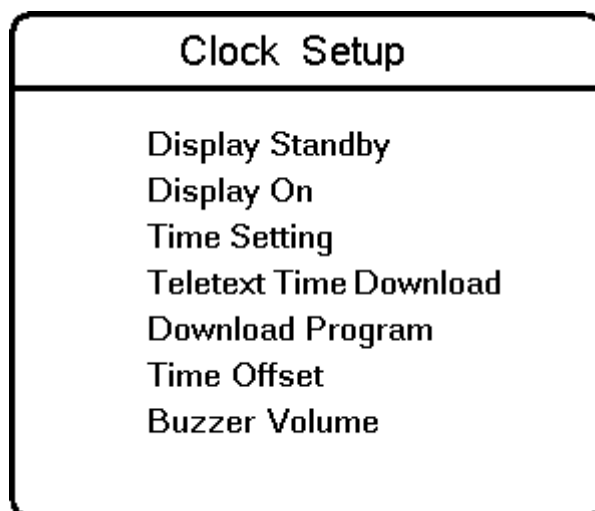 Clock Setup
Display Standby
Display On
Time Setting
Teletext Time Download
Download Program
Time Offset
Buzzer Volume